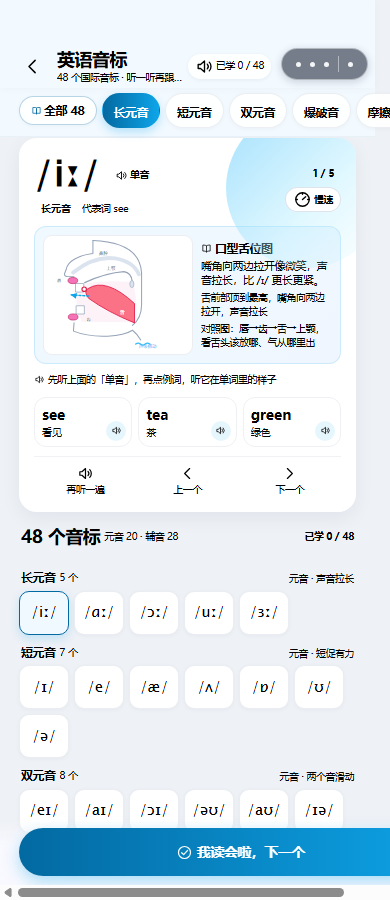 英语音标
48 个国际音标 · 听一听再跟...
已学 0 / 48
全部 48
长元音
短元音
双元音
爆破音
摩擦
/iː/
单音
1 / 5
长元音 代表词 see
慢速
口型舌位图
嘴角向两边拉开像微笑，声
音拉长，比 /ɪ/ 更长更紧。
舌前部顶到最高，嘴角向两边
拉开，声音拉长
对照图：唇→齿→舌→上颚，
看舌头该放哪、气从哪里出
先听上面的「单音」，再点例词，听它在单词里的样子
see
看见
tea
茶
green
绿色
再听一遍
上一个
下一个
48 个音标 元音 20 · 辅音 28
已学 0 / 48
长元音 5 个
元音 · 声音拉长
/iː/ /ɑː/ /ɔː/ /uː/ /ɜː/
短元音 7 个
元音 · 短促有力
/ɪ/ /e/ /æ/ /ʌ/ /ɒ/ /ʊ/
/ə/
双元音 8 个
元音 · 两个音滑动
/eɪ/ /aɪ/ /ɔɪ/ /əʊ/ /aʊ/ /ɪə/
我读会啦，下一个